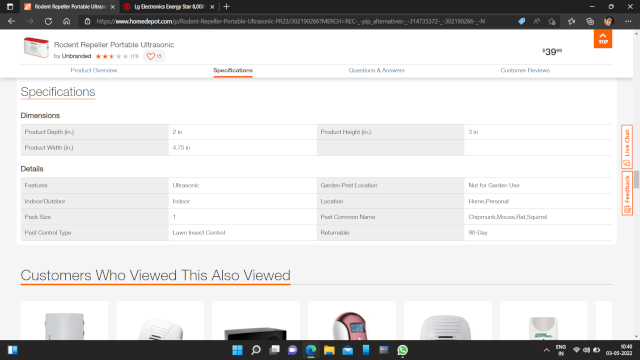 Rodent Repeller Portable Ultraso
Lg Electronics Energy Star 8,000
https://www.homedepot.com/p/Rodent-Repeller-Portable-Ultrasonic-PR23/302190266?MERCH=REC-_-pip_alternatives-_-314735372-_-302190266-_-N
Rodent Repeller Portable Ultrasonic
by Unbranded (13) 15
$39.99
TOP
Product Overview Specifications Questions & Answers Customer Reviews
Specifications
Dimensions
Product Depth (in.) 2 in Product Height (in.) 3 in
Product Width (in.) 4.75 in
Details
Features Ultrasonic Garden Pest Location Not for Garden Use
Indoor/Outdoor Indoor Location Home,Personal
Pack Size 1 Pest Common Name Chipmunk,Mouse,Rat,Squirrel
Pest Control Type Lawn Insect Control Returnable 90-Day
Live Chat
Feedback
Customers Who Viewed This Also Viewed
ENG 10:40
IN 03-05-2022